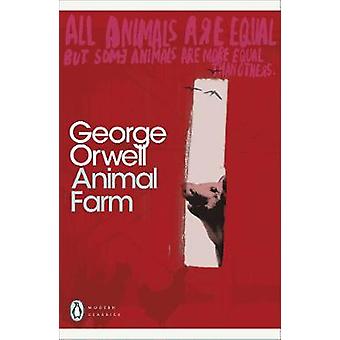 ALL ANIMALS ARE EQUAL
BUT SOME ANIMALS ARE MORE EQUAL
THAN OTHERS.
George
Orwell
Animal
Farm
MODERN
CLASSICS